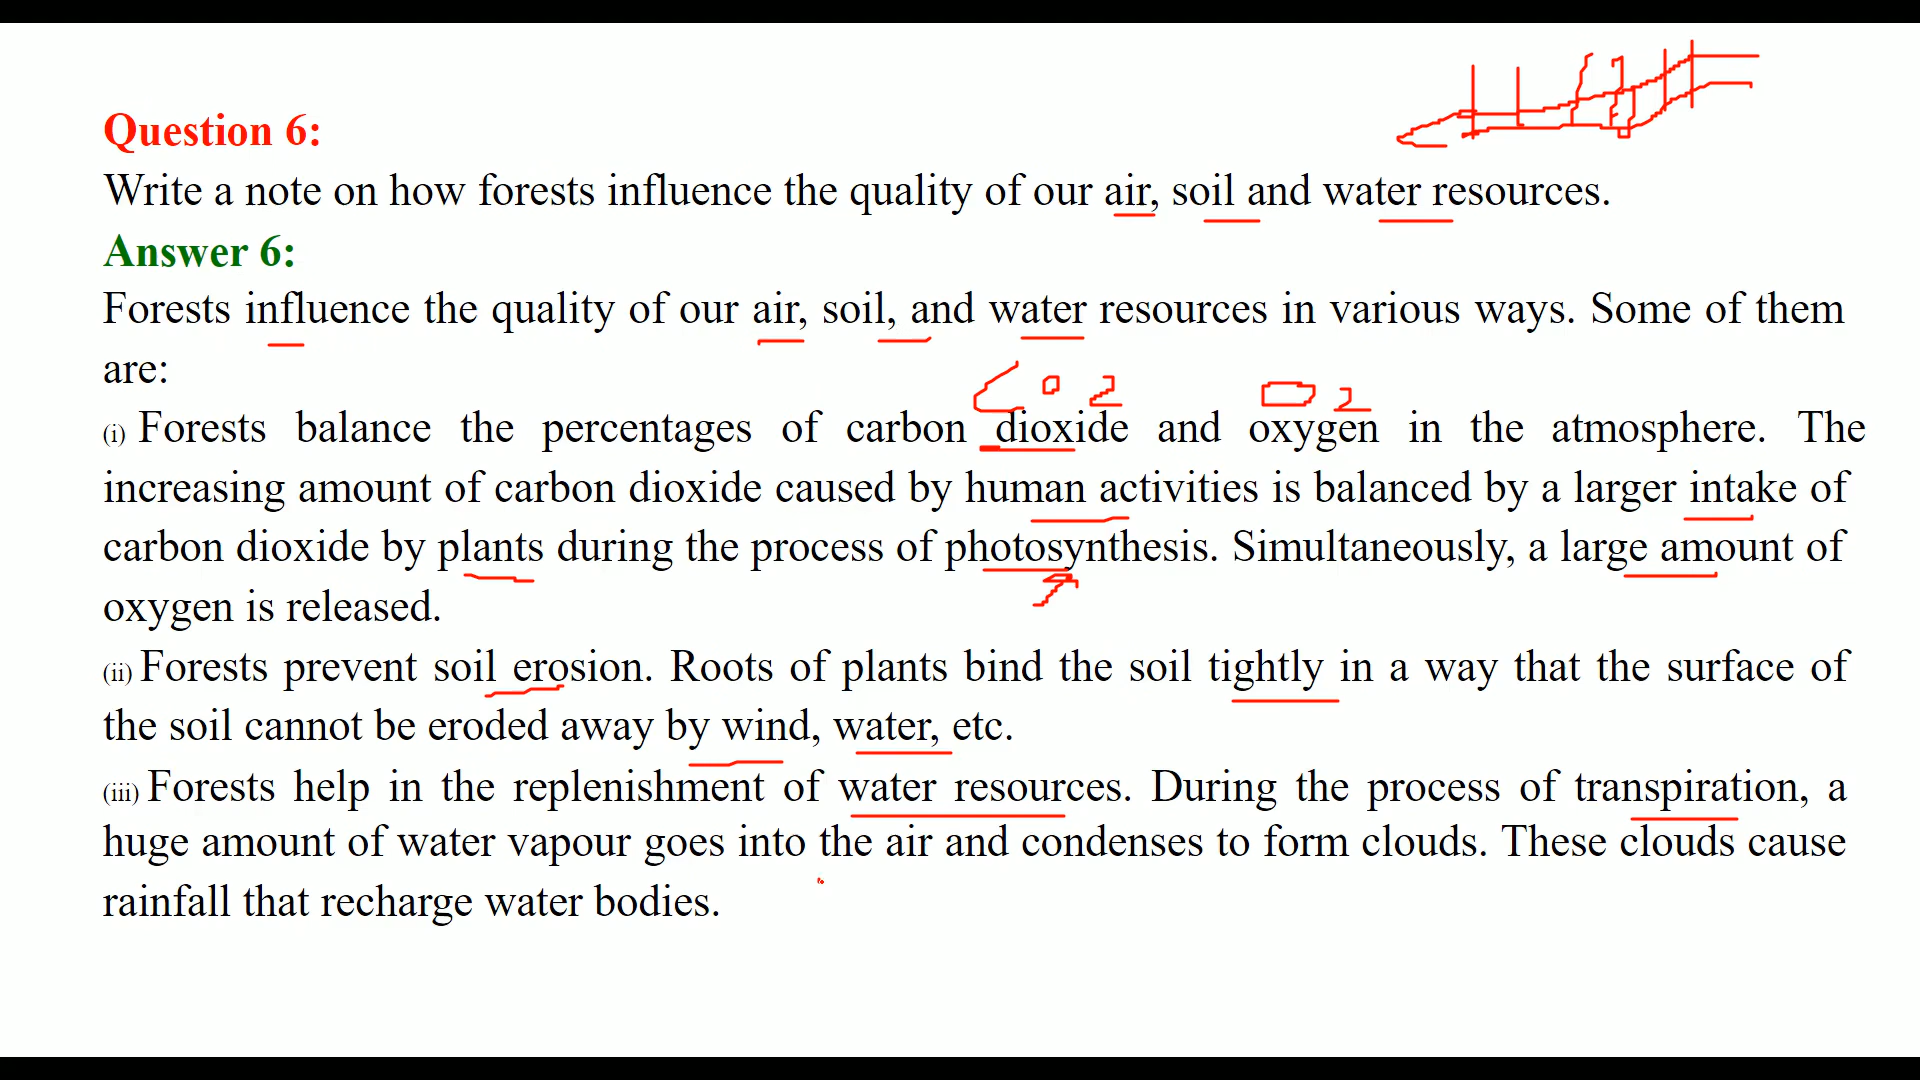 Question 6:
Write a note on how forests influence the quality of our air, soil and water resources.
Answer 6:
Forests influence the quality of our air, soil, and water resources in various ways. Some of them
are:
CO2 O2
(i) Forests balance the percentages of carbon dioxide and oxygen in the atmosphere. The
increasing amount of carbon dioxide caused by human activities is balanced by a larger intake of
carbon dioxide by plants during the process of photosynthesis. Simultaneously, a large amount of
oxygen is released.
(ii) Forests prevent soil erosion. Roots of plants bind the soil tightly in a way that the surface of
the soil cannot be eroded away by wind, water, etc.
(iii) Forests help in the replenishment of water resources. During the process of transpiration, a
huge amount of water vapour goes into the air and condenses to form clouds. These clouds cause
rainfall that recharge water bodies.